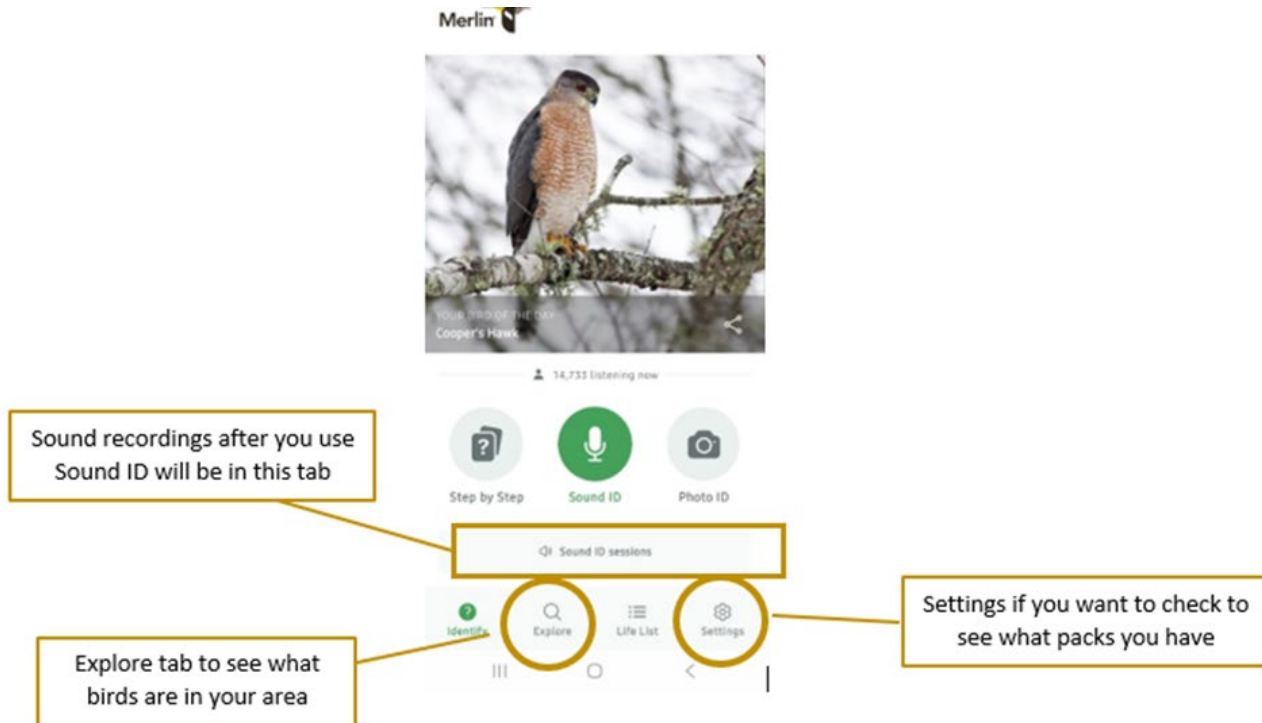 Merlin
YOUR BIRD OF THE DAY
Cooper's Hawk
14,733 listening now
Step by Step
Sound ID
Photo ID
Sound recordings after you use
Sound ID will be in this tab
Sound ID sessions
Identify
Explore
Life List
Settings
Settings if you want to check to
see what packs you have
Explore tab to see what
birds are in your area